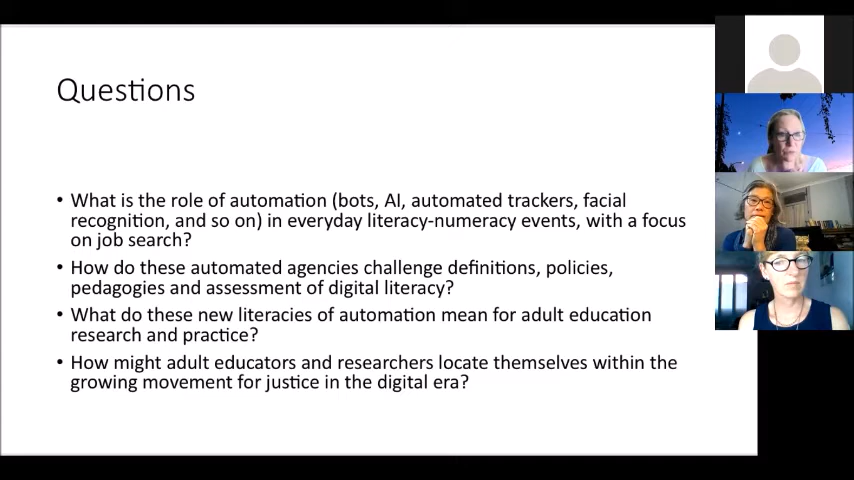 Questions
• What is the role of automation (bots, AI, automated trackers, facial
recognition, and so on) in everyday literacy-numeracy events, with a focus
on job search?
• How do these automated agencies challenge definitions, policies,
pedagogies and assessment of digital literacy?
• What do these new literacies of automation mean for adult education
research and practice?
• How might adult educators and researchers locate themselves within the
growing movement for justice in the digital era?